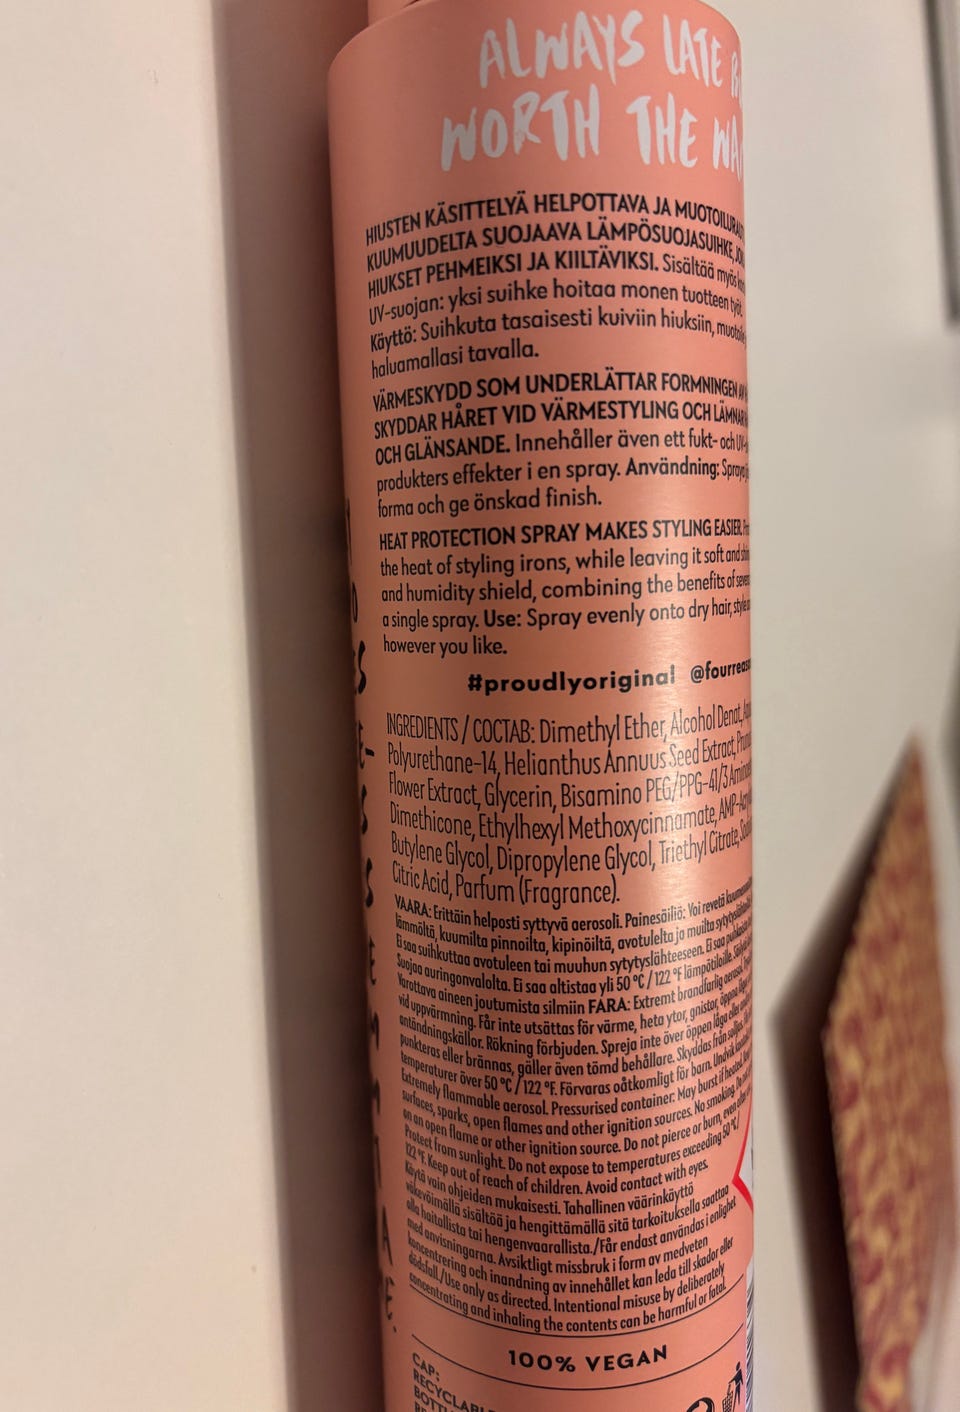 ALWAYS LATE
WORTH THE
HIUSTEN KÄSITTELYÄ HELPOTTAVA JA
KUUMUUDELTA SUOJAAVA LÄMPÖSUOJASUIHKE,
HIUKSET PEHMEIKSI JA KIILTÄVIKSI. Sisältää myös
UV-suojan: yksi suihke hoitaa monen tuotteen työt.
Käyttö: Suihkuta tasaisesti kuiviin hiuksiin,
haluamallasi tavalla.
VÄRMESKYDD SOM UNDERLÄTTAR FORMNINGEN
SKYDDAR HÅRET VID VÄRMESTYLING OCH
OCH GLÄNSANDE. Innehåller även ett fukt- och
produkters effekter i en spray. Användning:
forma och ge önskad finish.
HEAT PROTECTION SPRAY MAKES STYLING EASIER.
the heat of styling irons, while leaving it soft and
and humidity shield, combining the benefits of
a single spray. Use: Spray evenly onto dry hair,
however you like.
#proudlyoriginal
INGREDIENTS / СОСТАВ: Dimethyl Ether, Alcohol Denat.,
Polyurethane-14, Helianthus Annuus Seed Extract,
Flower Extract, Glycerin, Bisamino PEG/PPG-41/3
Dimethicone, Ethylhexyl Methoxycinnamate,
Butylene Glycol, Dipropylene Glycol, Triethyl Citrate,
Citric Acid, Parfum (Fragrance).
VAARA: Erittäin helposti syttyvä aerosoli. Painesäiliö: Voi revetä
lämmöltä, kuumilta pinnoilta, kipinöiltä, avotulelta ja muilta
Ei saa suihkuttaa avotuleen tai muuhun sytytyslähteeseen. Ei saa
Suojaa auringonvalolta. Ei saa altistaa yli 50 °C / 122 °F lämpötiloille.
Varottava aineen joutumista silmiin FARA: Extremt brandfarlig aerosol.
vid uppvärmning. Får inte utsättas för värme, heta ytor, gnistor,
antändningskällor. Rökning förbjuden. Spreja inte över öppen låga eller
punkteras eller brännas, gäller även tömd behållare. Skyddas från
temperaturer över 50 °C / 122 °F. Förvaras oåtkomligt för barn. Undvik
Extremely flammable aerosol. Pressurised container: May burst if heated.
surfaces, sparks, open flames and other ignition sources. No smoking.
on an open flame or other ignition source. Do not pierce or burn, even
Protect from sunlight. Do not expose to temperatures exceeding 50 °C /
122 °F. Keep out of reach of children. Avoid contact with eyes.
Käytä vain ohjeiden mukaisesti. Tahallinen väärinkäyttö
väkevöimällä sisältöä ja hengittämällä sitä tarkoituksella saattaa
olla haitallista tai hengenvaarallista./Får endast användas i enlighet
med anvisningarna. Avsiktligt missbruk i form av medveten
koncentrering och inandning av innehållet kan leda till skador eller
dödsfall./Use only as directed. Intentional misuse by deliberately
concentrating and inhaling the contents can be harmful or fatal.
100% VEGAN
CAP: